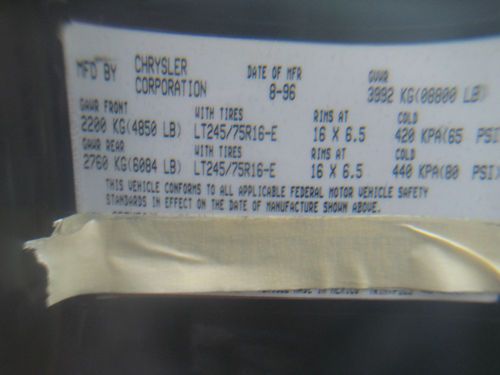 MFD BY CHRYSLER CORPORATION DATE OF MFR 8-96 GVWR 3992 KG(08800 LB)
GAWR FRONT WITH TIRES RIMS AT COLD
2200 KG(4850 LB) LT245/75R16-E 16 X 6.5 420 KPA(65 PSI)
GAWR REAR WITH TIRES RIMS AT COLD
2760 KG(6084 LB) LT245/75R16-E 16 X 6.5 440 KPA(80 PSI)
THIS VEHICLE CONFORMS TO ALL APPLICABLE FEDERAL MOTOR VEHICLE SAFETY
STANDARDS IN EFFECT ON THE DATE OF MANUFACTURE SHOWN ABOVE.